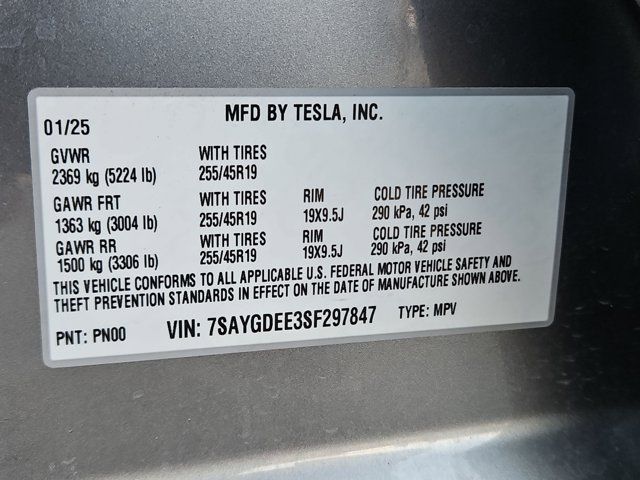 MFD BY TESLA, INC.
01/25
GVWR WITH TIRES
2369 kg (5224 lb) 255/45R19
GAWR FRT WITH TIRES RIM COLD TIRE PRESSURE
1363 kg (3004 lb) 255/45R19 19X9.5J 290 kPa, 42 psi
GAWR RR WITH TIRES RIM COLD TIRE PRESSURE
1500 kg (3306 lb) 255/45R19 19X9.5J 290 kPa, 42 psi
THIS VEHICLE CONFORMS TO ALL APPLICABLE U.S. FEDERAL MOTOR VEHICLE SAFETY AND
THEFT PREVENTION STANDARDS IN EFFECT ON THE DATE OF MANUFACTURE SHOWN ABOVE.
PNT: PN00 VIN: 7SAYGDEE3SF297847 TYPE: MPV